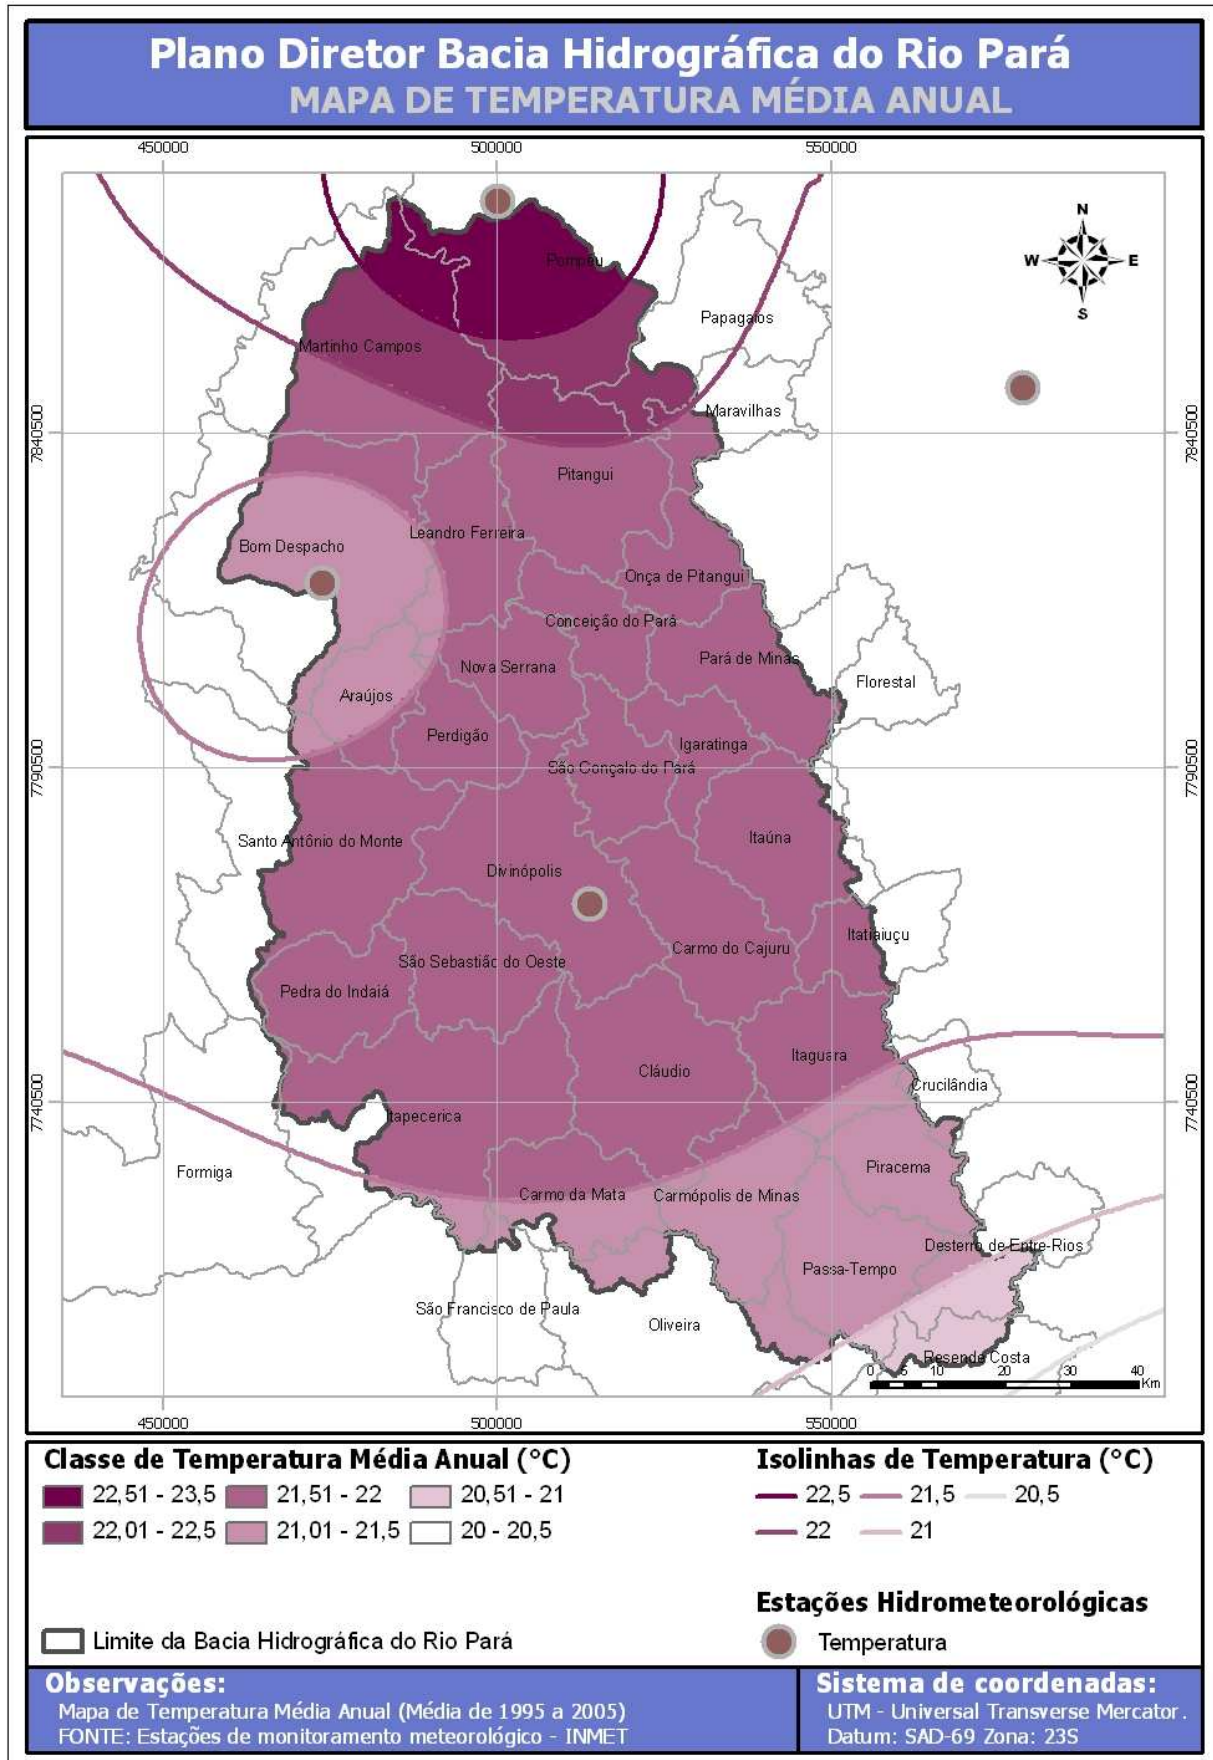 Plano Diretor Bacia Hidrográfica do Rio Pará
MAPA DE TEMPERATURA MÉDIA ANUAL
450000 500000 550000
N
W E
S
Pompéu
Papagaios
Martinho Campos
Maravilhas
7840500 7840500
Pitangui
Leandro Ferreira
Bom Despacho
Onça de Pitangui
Conceição do Pará
Nova Serrana
Pará de Minas
Florestal
Araújos
Perdigão
Igaratinga
7790500 7790500
São Gonçalo do Pará
Santo Antônio do Monte
Itaúna
Divinópolis
Itatiaiuçu
Carmo do Cajuru
São Sebastião do Oeste
Pedra do Indaiá
Itaguara
Cláudio
Crucilândia
7740500 7740500
Itapecerica
Formiga
Piracema
Carmo da Mata
Carmópolis de Minas
Desterro de Entre-Rios
Passa-Tempo
São Francisco de Paula
Oliveira
Resende Costa
0 5 10 20 30 40
Km
450000 500000 550000
Classe de Temperatura Média Anual (°C)
22,51 - 23,5 21,51 - 22 20,51 - 21
22,01 - 22,5 21,01 - 21,5 20 - 20,5
Limite da Bacia Hidrográfica do Rio Pará
Isolinhas de Temperatura (°C)
22,5 21,5 20,5
22 21
Estações Hidrometeorológicas
Temperatura
Observações:
Mapa de Temperatura Média Anual (Média de 1995 a 2005)
FONTE: Estações de monitoramento meteorológico - INMET
Sistema de coordenadas:
UTM - Universal Transverse Mercator.
Datum: SAD-69 Zona: 23S